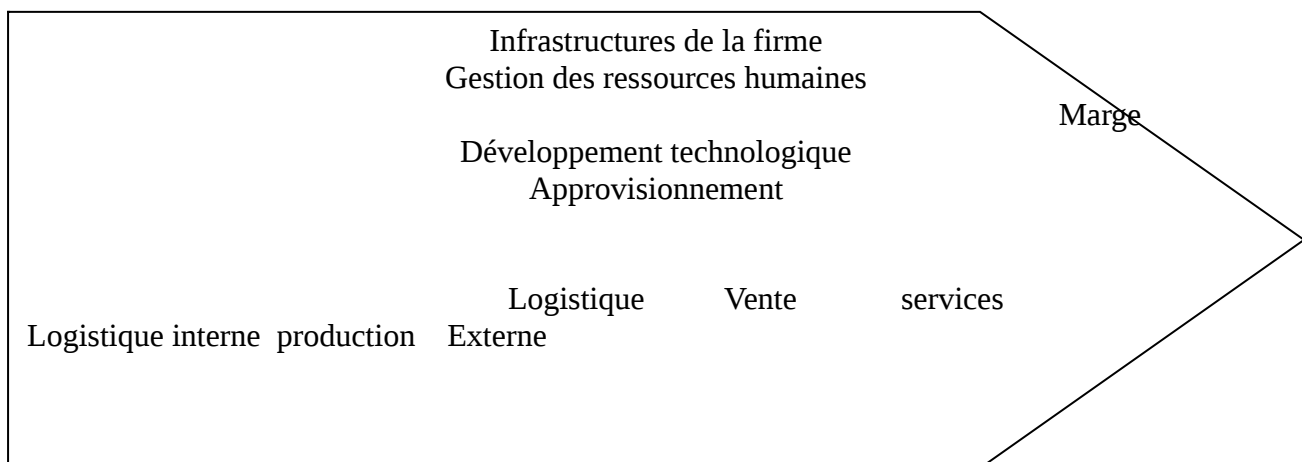 Infrastructures de la firme
Gestion des ressources humaines
Marge
Développement technologique
Approvisionnement
Logistique Vente services
Logistique interne production Externe